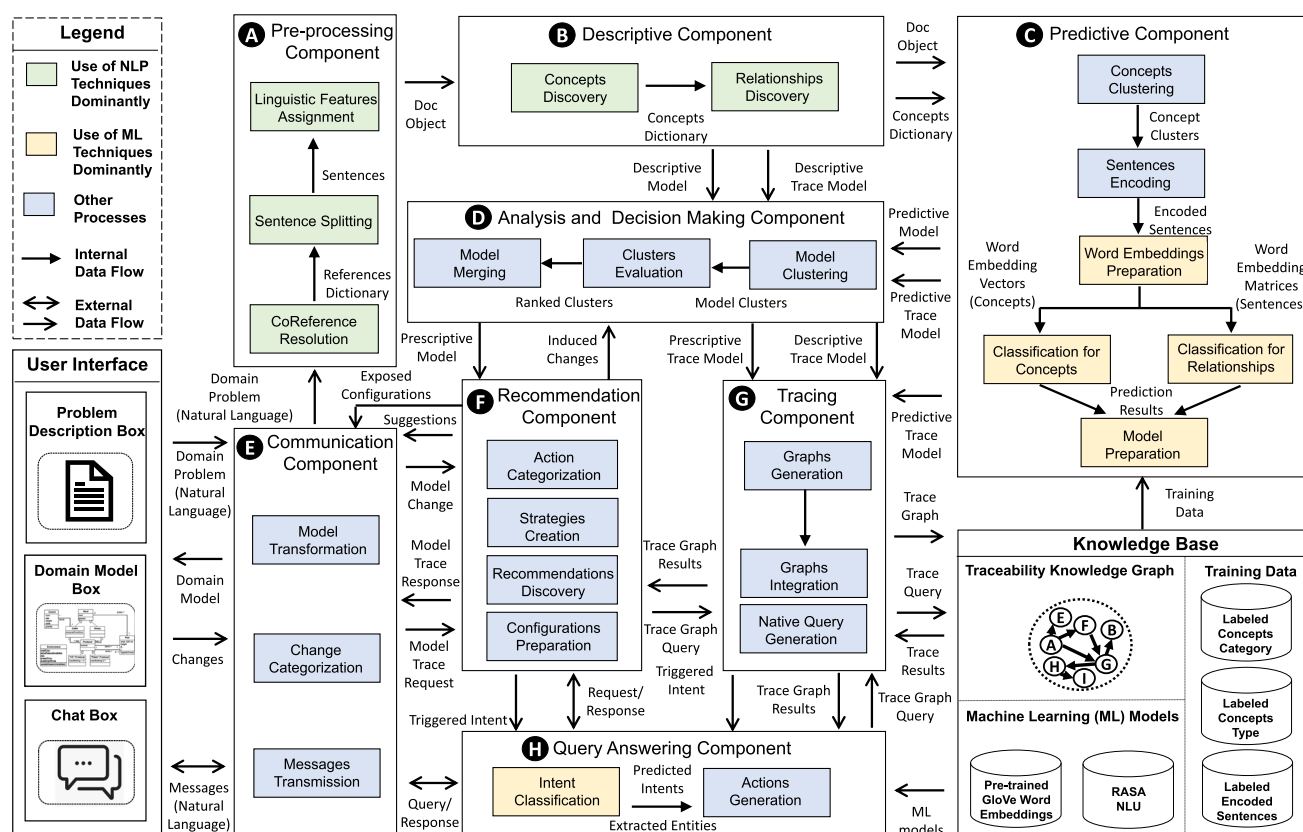 Legend
Use of NLP
Techniques
Dominantly
Use of ML
Techniques
Dominantly
Other
Processes
Internal
Data Flow
External
Data Flow
User Interface
Problem
Description Box
Domain Model
Box
Chat Box
Domain
Problem
(Natural
Language)
Domain
Model
Changes
Messages
(Natural
Language)
A Pre-processing
Component
Linguistic Features
Assignment
Sentences
Sentence Splitting
References
Dictionary
CoReference
Resolution
Domain
Problem
(Natural Language)
Doc
Object
B Descriptive Component
Concepts
Discovery
Relationships
Discovery
Concepts
Dictionary
Doc
Object
Concepts
Dictionary
Descriptive
Model
Descriptive
Trace Model
C Predictive Component
Concepts
Clustering
Concept
Clusters
Sentences
Encoding
Encoded
Sentences
Word Embeddings
Preparation
Word
Embedding
Vectors
(Concepts)
Word
Embedding
Matrices
(Sentences)
Classification for
Concepts
Classification for
Relationships
Prediction
Results
Model
Preparation
Training
Data
D Analysis and Decision Making Component
Model
Merging
Clusters
Evaluation
Model
Clustering
Ranked Clusters
Model Clusters
Predictive
Model
Predictive
Trace
Model
Prescriptive
Model
Induced
Changes
Prescriptive
Trace Model
Descriptive
Trace Model
Exposed
Configurations
Suggestions
E Communication
Component
Model
Transformation
Change
Categorization
Messages
Transmission
Model
Change
Model
Trace
Response
Model
Trace
Request
Query/
Response
F Recommendation
Component
Action
Categorization
Strategies
Creation
Recommendations
Discovery
Configurations
Preparation
Trace Graph
Results
Trace Graph
Query
G Tracing
Component
Graphs
Generation
Graphs
Integration
Native Query
Generation
Predictive
Trace
Model
Trace
Graph
Trace
Query
Trace
Results
Triggered Intent
Request/
Response
Triggered
Intent
Trace Graph
Results
Trace Graph
Query
H Query Answering Component
Intent
Classification
Predicted
Intents
Extracted Entities
Actions
Generation
ML
models
Knowledge Base
Traceability Knowledge Graph
E
F
B
A
H
G
I
Machine Learning (ML) Models
Pre-trained
GloVe Word
Embeddings
RASA
NLU
Training Data
Labeled
Concepts
Category
Labeled
Concepts
Type
Labeled
Encoded
Sentences